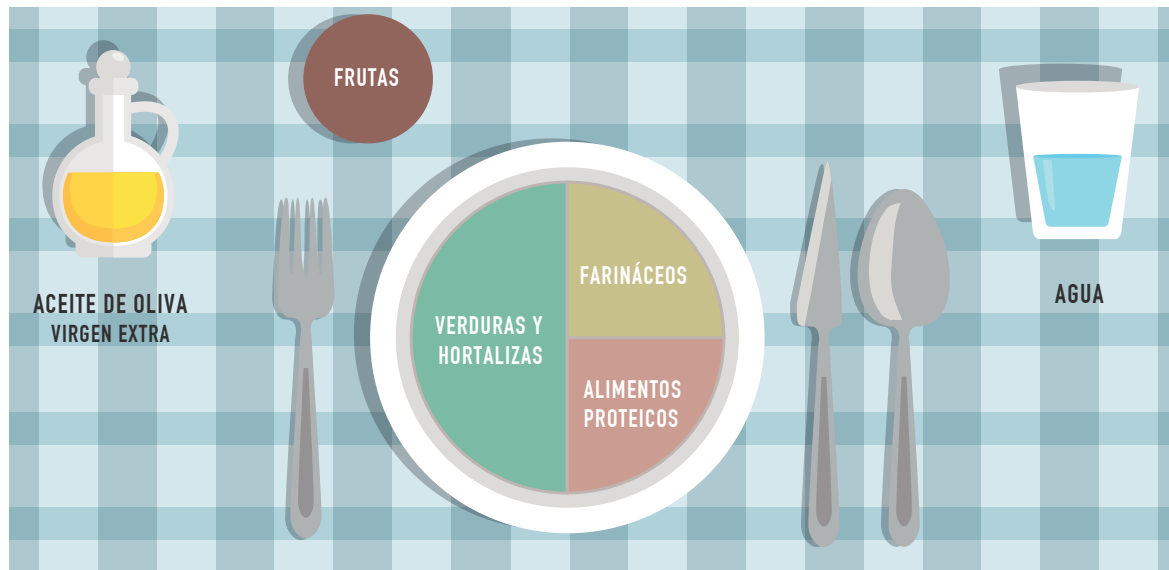 FRUTAS
ACEITE DE OLIVA
VIRGEN EXTRA
VERDURAS Y
HORTALIZAS
FARINÁCEOS
ALIMENTOS
PROTEICOS
AGUA